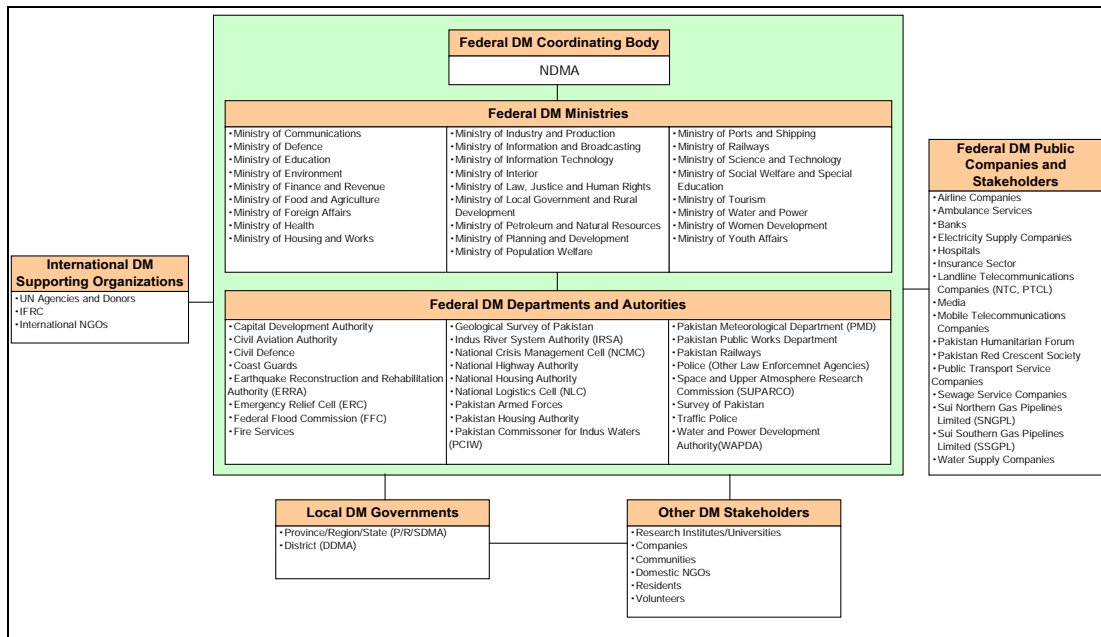 Federal DM Coordinating Body
NDMA
Federal DM Ministries
・Ministry of Communications
・Ministry of Defence
・Ministry of Education
・Ministry of Environment
・Ministry of Finance and Revenue
・Ministry of Food and Agriculture
・Ministry of Foreign Affairs
・Ministry of Health
・Ministry of Housing and Works
・Ministry of Industry and Production
・Ministry of Information and Broadcasting
・Ministry of Information Technology
・Ministry of Interior
・Ministry of Law, Justice and Human Rights
・Ministry of Local Government and Rural
Development
・Ministry of Petroleum and Natural Resources
・Ministry of Planning and Development
・Ministry of Population Welfare
・Ministry of Ports and Shipping
・Ministry of Railways
・Ministry of Science and Technology
・Ministry of Social Welfare and Special
Education
・Ministry of Tourism
・Ministry of Water and Power
・Ministry of Women Development
・Ministry of Youth Affairs
Federal DM Departments and Autorities
・Capital Development Authority
・Civil Aviation Authority
・Civil Defence
・Coast Guards
・Earthquake Reconstruction and Rehabilitation
Authority (ERRA)
・Emergency Relief Cell (ERC)
・Federal Flood Commission (FFC)
・Fire Services
・Geological Survey of Pakistan
・Indus River System Authority (IRSA)
・National Crisis Management Cell (NCMC)
・National Highway Authority
・National Housing Authority
・National Logistics Cell (NLC)
・Pakistan Armed Forces
・Pakistan Housing Authority
・Pakistan Commissoner for Indus Waters
(PCIW)
・Pakistan Meteorological Department (PMD)
・Pakistan Public Works Department
・Pakistan Railways
・Police (Other Law Enforcemnet Agencies)
・Space and Upper Atmosphere Research
Commission (SUPARCO)
・Survey of Pakistan
・Traffic Police
・Water and Power Development
Authority(WAPDA)
International DM
Supporting Organizations
・UN Agencies and Donors
・IFRC
・International NGOs
Federal DM Public
Companies and
Stakeholders
・Airline Companies
・Ambulance Services
・Banks
・Electricity Supply Companies
・Hospitals
・Insurance Sector
・Landline Telecommunications
Companies (NTC, PTCL)
・Media
・Mobile Telecommunications
Companies
・Pakistan Humanitarian Forum
・Pakistan Red Crescent Society
・Public Transport Service
Companies
・Sewage Service Companies
・Sui Northern Gas Pipelines
Limited (SNGPL)
・Sui Southern Gas Pipelines
Limited (SSGPL)
・Water Supply Companies
Local DM Governments
・Province/Region/State (P/R/SDMA)
・District (DDMA)
Other DM Stakeholders
・Research Institutes/Universities
・Companies
・Communities
・Domestic NGOs
・Residents
・Volunteers